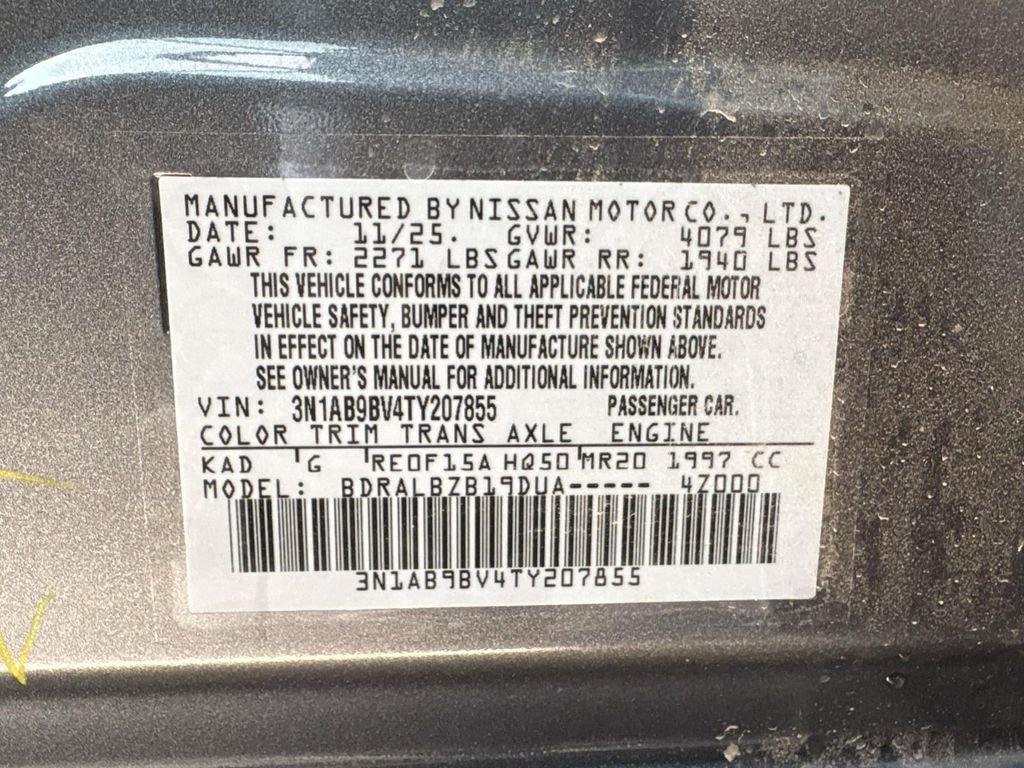 MANUFACTURED BY NISSAN MOTOR CO., LTD.
DATE: 11/25. GVWR: 4079 LBS
GAWR FR: 2271 LBS GAWR RR: 1940 LBS
THIS VEHICLE CONFORMS TO ALL APPLICABLE FEDERAL MOTOR
VEHICLE SAFETY, BUMPER AND THEFT PREVENTION STANDARDS
IN EFFECT ON THE DATE OF MANUFACTURE SHOWN ABOVE.
SEE OWNER'S MANUAL FOR ADDITIONAL INFORMATION.
VIN: 3N1AB9BV4TY207855 PASSENGER CAR.
COLOR TRIM TRANS AXLE ENGINE
KAD 'G 'RE0F15A HQ50'MR20 1997 CC
MODEL: BDRALBZB19DUA----- 4Z000
3N1AB9BV4TY207855